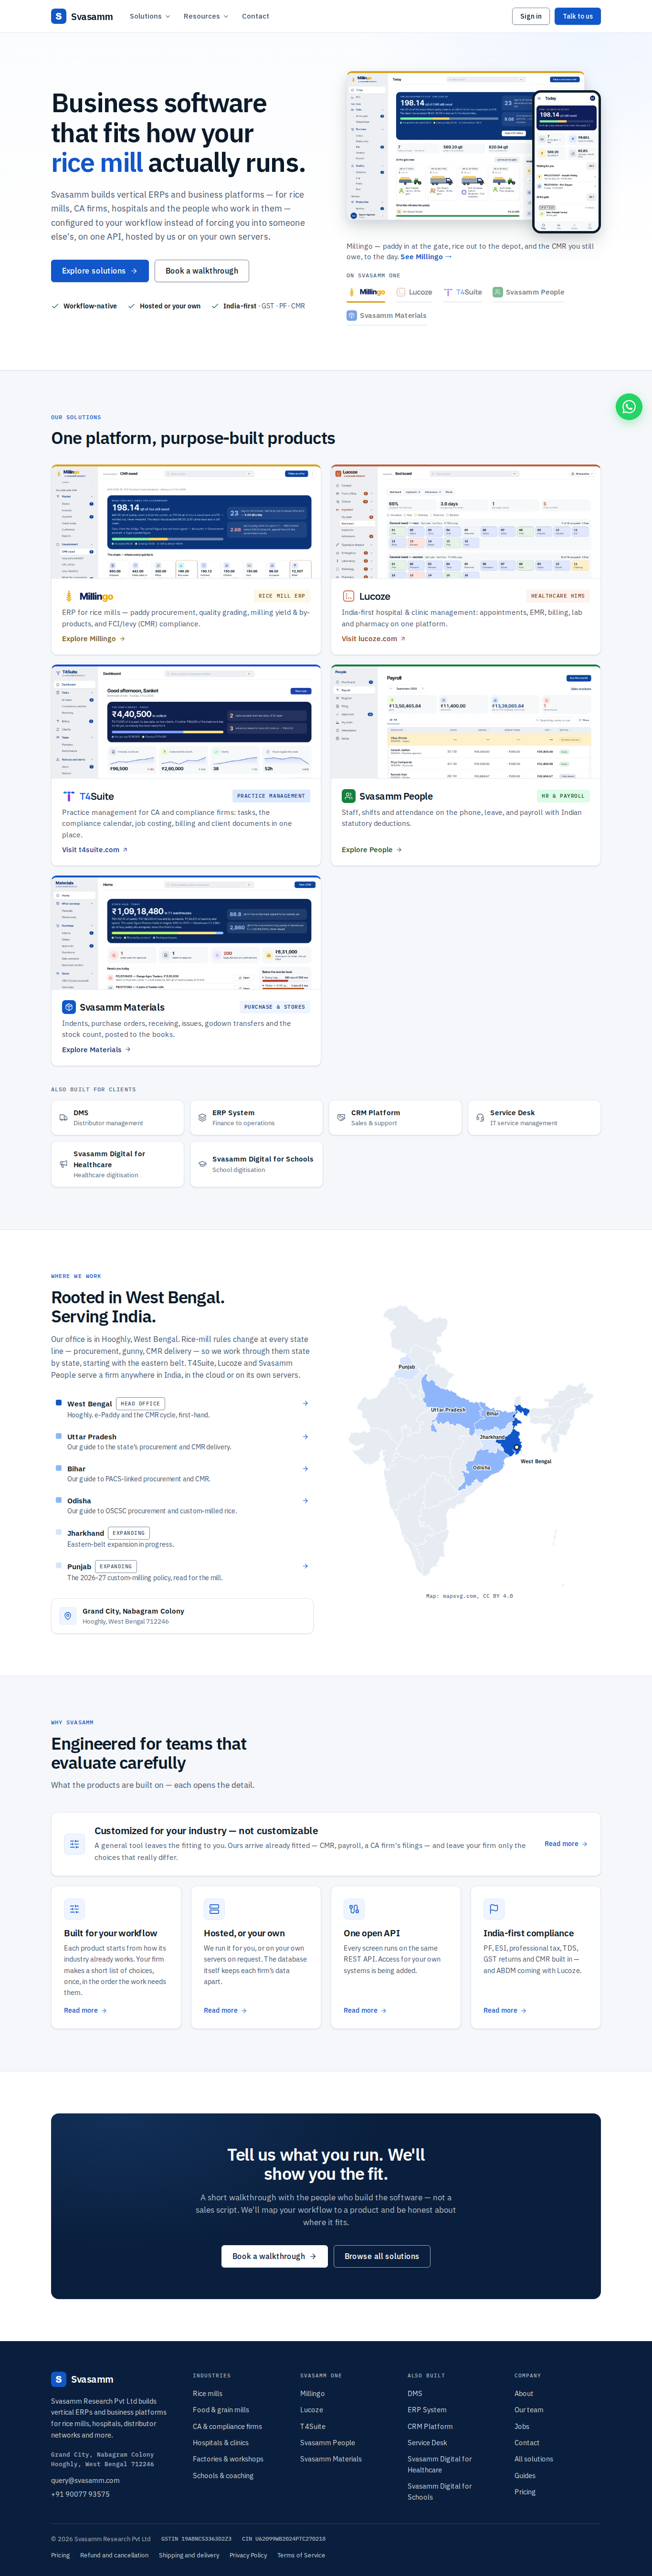 Svasamm
Solutions
Resources
Contact
Sign in
Talk to us
Business software
that fits how your
rice mill actually runs.
Svasamm builds vertical ERPs and business platforms — for rice
mills, CA firms, hospitals and the people who work in them —
configured to your workflow instead of forcing you into someone
else's, on one API, hosted by us or on your own servers.
Explore solutions →
Book a walkthrough
Workflow-native
Hosted or your own
India-first · GST · PF · CMR
Millingo — paddy in at the gate, rice out to the depot, and the CMR you still
owe, to the day. See Millingo →
ON SVASAMM ONE
Millingo
Lucoze
T4Suite
Svasamm People
Svasamm Materials
OUR SOLUTIONS
One platform, purpose-built products
Millingo
RICE MILL ERP
ERP for rice mills — paddy procurement, quality grading, milling yield & by-
products, and FCI/levy (CMR) compliance.
Explore Millingo →
Lucoze
HEALTHCARE HIMS
India-first hospital & clinic management: appointments, EMR, billing, lab
and pharmacy on one platform.
Visit lucoze.com ↗
T4Suite
PRACTICE MANAGEMENT
Practice management for CA and compliance firms: tasks, the
compliance calendar, job costing, billing and client documents in one
place.
Visit t4suite.com ↗
Svasamm People
HR & PAYROLL
Staff, shifts and attendance on the phone, leave, and payroll with Indian
statutory deductions.
Explore People →
Svasamm Materials
PURCHASE & STORES
Indents, purchase orders, receiving, issues, godown transfers and the
stock count, posted to the books.
Explore Materials →
ALSO BUILT FOR CLIENTS
DMS
Distributor management
ERP System
Finance to operations
CRM Platform
Sales & support
Service Desk
IT service management
Svasamm Digital for
Healthcare
Healthcare digitisation
Svasamm Digital for Schools
School digitisation
WHERE WE WORK
Rooted in West Bengal.
Serving India.
Our office is in Hooghly, West Bengal. Rice-mill rules change at every state
line — procurement, gunny, CMR delivery — so we work through them state
by state, starting with the eastern belt. T4Suite, Lucoze and Svasamm
People serve a firm anywhere in India, in the cloud or on its own servers.
West Bengal HEAD OFFICE
Hooghly. e-Paddy and the CMR cycle, first-hand.
Uttar Pradesh
Our guide to the state's procurement and CMR delivery.
Bihar
Our guide to PACS-linked procurement and CMR.
Odisha
Our guide to OSCSC procurement and custom-milled rice.
Jharkhand EXPANDING
Eastern-belt expansion in progress.
Punjab EXPANDING
The 2026-27 custom-milling policy, read for the mill.
Grand City, Nabagram Colony
Hooghly, West Bengal 712246
Punjab
Uttar Pradesh
Bihar
Jharkhand
West Bengal
Odisha
Map: mapsvg.com, CC BY 4.0
WHY SVASAMM
Engineered for teams that
evaluate carefully
What the products are built on — each opens the detail.
Customized for your industry — not customizable
A general tool leaves the fitting to you. Ours arrive already fitted — CMR, payroll, a CA firm's filings — and leave your firm only the
choices that really differ.
Read more →
Built for your workflow
Each product starts from how its
industry already works. Your firm
makes a short list of choices,
once, in the order the work needs
them.
Read more →
Hosted, or your own
We run it for you, or on your own
servers on request. The database
itself keeps each firm's data
apart.
Read more →
One open API
Every screen runs on the same
REST API. Access for your own
systems is being added.
Read more →
India-first compliance
PF, ESI, professional tax, TDS,
GST returns and CMR built in —
and ABDM coming with Lucoze.
Read more →
Tell us what you run. We'll
show you the fit.
A short walkthrough with the people who build the software — not a
sales script. We'll map your workflow to a product and be honest about
where it fits.
Book a walkthrough →
Browse all solutions
Svasamm
Svasamm Research Pvt Ltd builds
vertical ERPs and business platforms
for rice mills, hospitals, distributor
networks and more.
Grand City, Nabagram Colony
Hooghly, West Bengal 712246
query@svasamm.com
+91 90077 93575
INDUSTRIES
Rice mills
Food & grain mills
CA & compliance firms
Hospitals & clinics
Factories & workshops
Schools & coaching
SVASAMM ONE
Millingo
Lucoze
T4Suite
Svasamm People
Svasamm Materials
ALSO BUILT
DMS
ERP System
CRM Platform
Service Desk
Svasamm Digital for
Healthcare
Svasamm Digital for
Schools
COMPANY
About
Our team
Jobs
Contact
All solutions
Guides
Pricing
© 2026 Svasamm Research Pvt Ltd
GSTIN 19ABNCS3363D2Z3
CIN U62099WB2024PTC270218
Pricing
Refund and cancellation
Shipping and delivery
Privacy Policy
Terms of Service